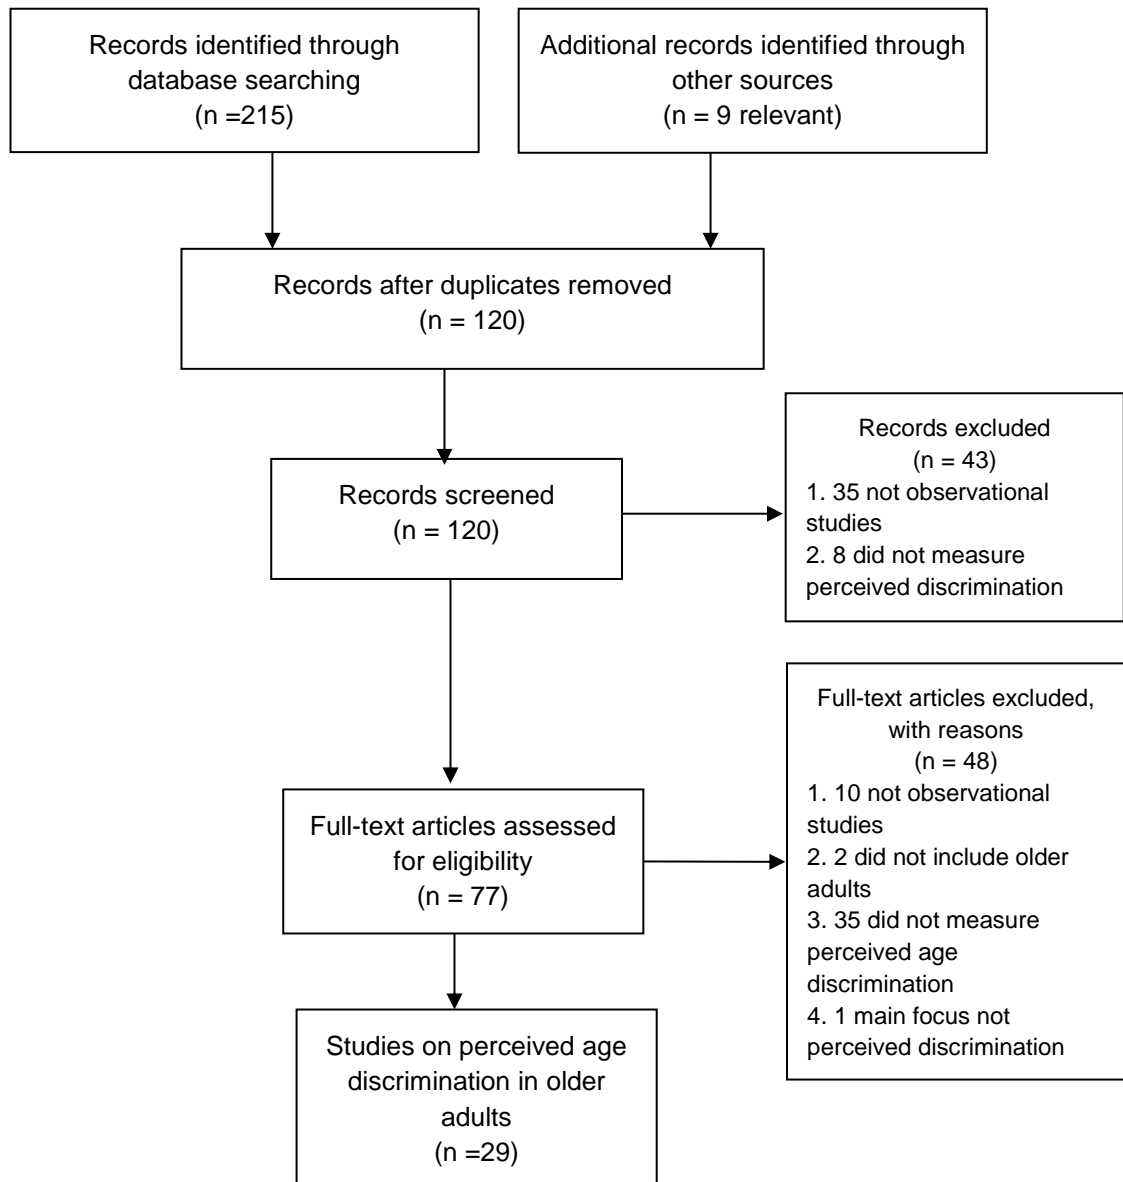 Records identified through
database searching
(n =215)
Additional records identified through
other sources
(n = 9 relevant)
Records after duplicates removed
(n = 120)
Records screened
(n = 120)
Records excluded
(n = 43)
1. 35 not observational
studies
2. 8 did not measure
perceived discrimination
Full-text articles assessed
for eligibility
(n = 77)
Full-text articles excluded,
with reasons
(n = 48)
1. 10 not observational
studies
2. 2 did not include older
adults
3. 35 did not measure
perceived age
discrimination
4. 1 main focus not
perceived discrimination
Studies on perceived age
discrimination in older
adults
(n =29)